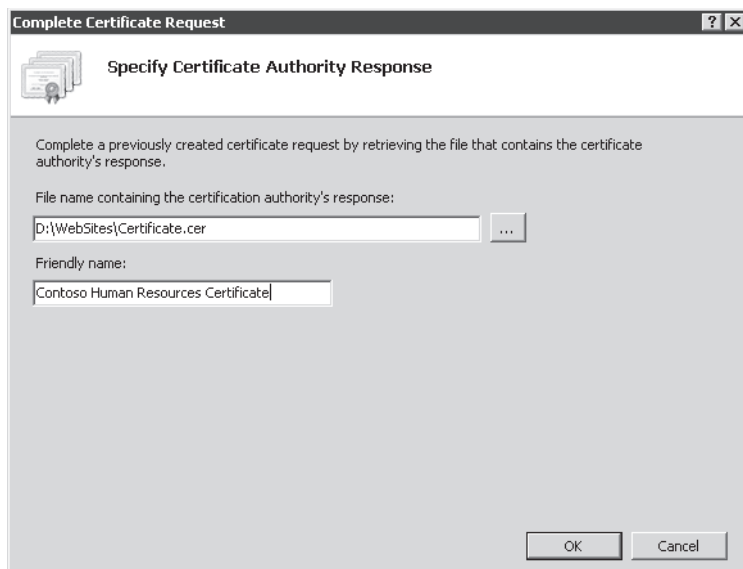 Complete Certificate Request
Specify Certificate Authority Response
Complete a previously created certificate request by retrieving the file that contains the certificate
authority's response.
File name containing the certification authority's response:
D:\WebSites\Certificate.cer
...
Friendly name:
Contoso Human Resources Certificate
OK
Cancel